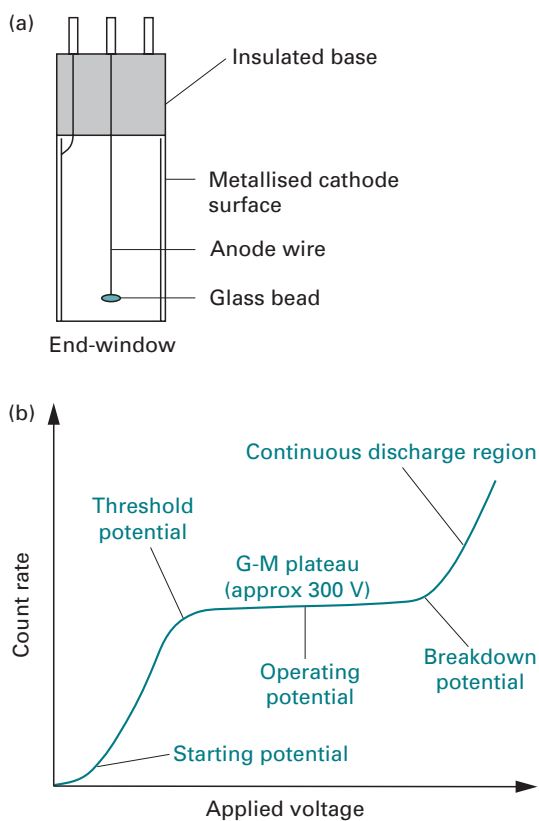 (a)
Insulated base
Metallised cathode
surface
Anode wire
Glass bead
End-window
(b)
Continuous discharge region
Threshold
potential
G-M plateau
(approx 300 V)
Count rate
Operating
potential
Breakdown
potential
Starting potential
Applied voltage